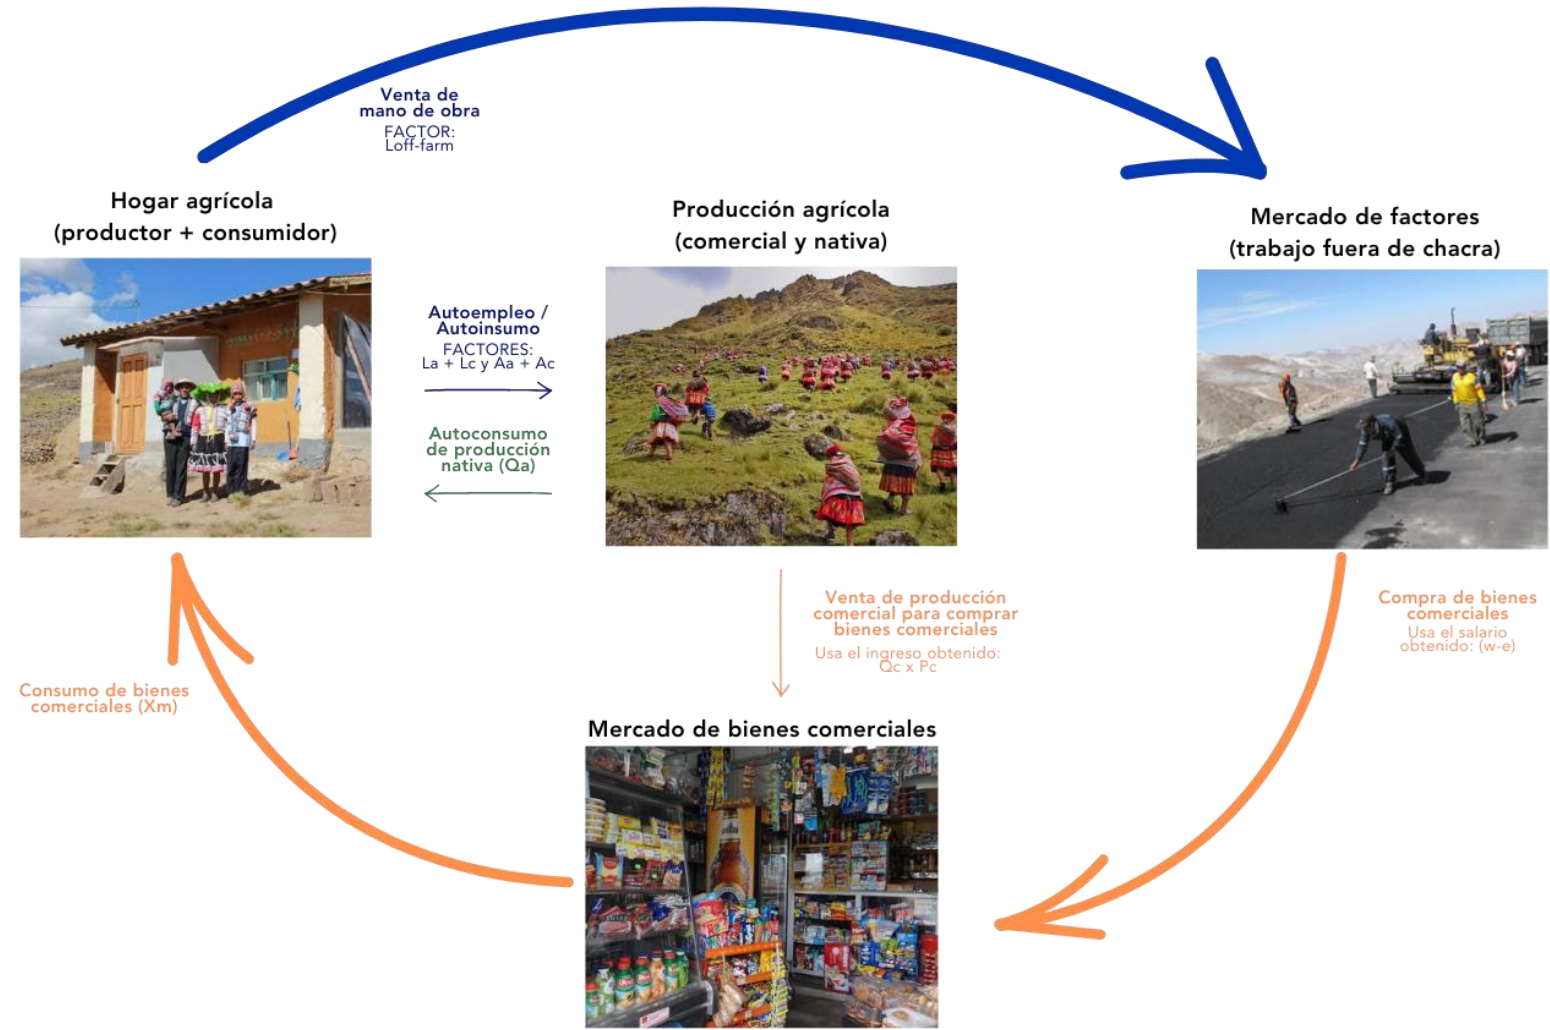 Venta de
mano de obra
FACTOR:
Loff-farm
Hogar agrícola
(productor + consumidor)
Producción agrícola
(comercial y nativa)
Mercado de factores
(trabajo fuera de chacra)
Autoempleo /
Autoinsumo
FACTORES:
La + Lc y Aa + Ac
Autoconsumo
de producción
nativa (Qa)
Venta de producción
comercial para comprar
bienes comerciales
Usa el ingreso obtenido:
Qc x Pc
Compra de bienes
comerciales
Usa el salario
obtenido: (w-e)
Consumo de bienes
comerciales (Xm)
Mercado de bienes comerciales